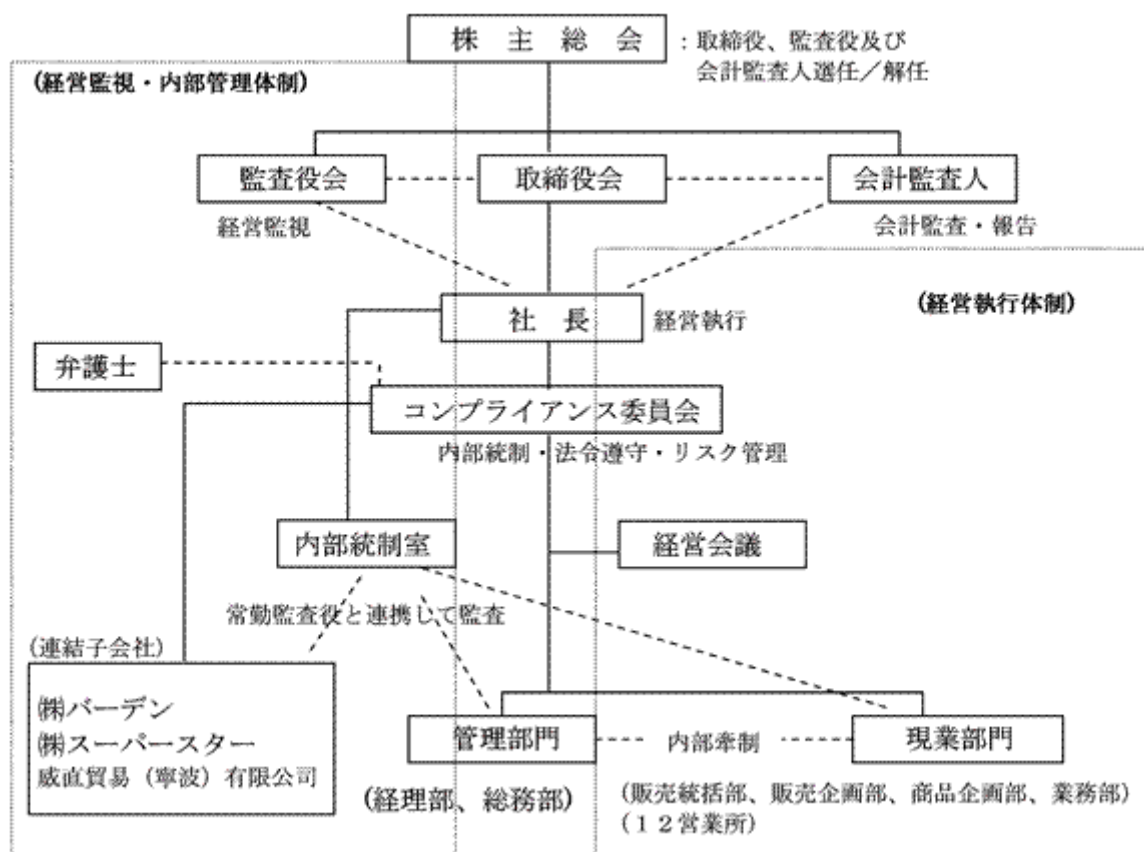 株 主 総 会
：取締役、監査役及び
会計監査人選任／解任
(経営監視・内部管理体制)
監査役会
取締役会
会計監査人
経営監視
会計監査・報告
(経営執行体制)
社 長
経営執行
弁護士
コンプライアンス委員会
内部統制・法令遵守・リスク管理
内部統制室
経営会議
常勤監査役と連携して監査
(連結子会社)
㈱バーデン
㈱スーパースター
威直貿易（寧波）有限公司
管理部門
内部牽制
現業部門
(経理部、総務部)
(販売統括部、販売企画部、商品企画部、業務部)
(１２営業所)